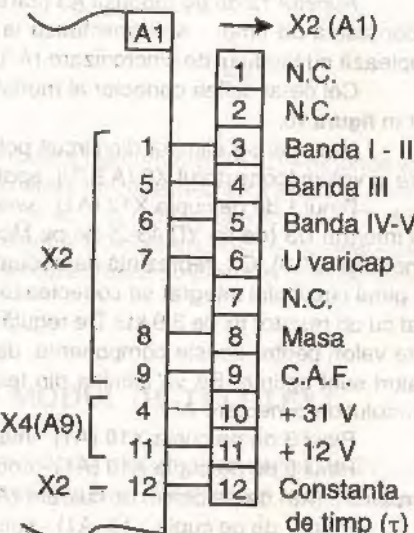 A1 X2 (A1)
1 N.C.
2 N.C.
1 3 Banda I - II
5 4 Banda III
6 5 Banda IV-V
X2 7 6 U varicap
7 N.C.
8 8 Masa
9 9 C.A.F.
X4(A9) 4 10 + 31 V
11 11 + 12 V
X2 - 12 12 Constanta
de timp (τ)